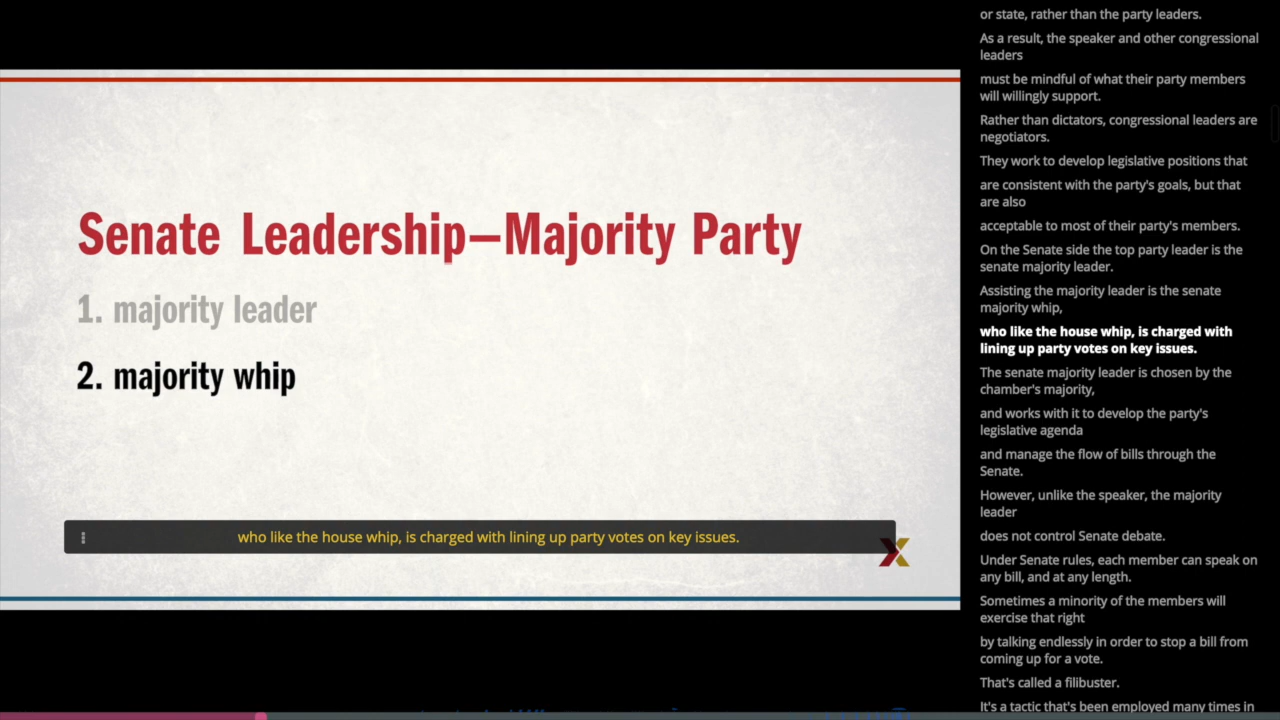 Senate Leadership—Majority Party
1. majority leader
2. majority whip
who like the house whip, is charged with lining up party votes on key issues.
or state, rather than the party leaders.
As a result, the speaker and other congressional
leaders
must be mindful of what their party members
will willingly support.
Rather than dictators, congressional leaders are
negotiators.
They work to develop legislative positions that
are consistent with the party's goals, but that
are also
acceptable to most of their party's members.
On the Senate side the top party leader is the
senate majority leader.
Assisting the majority leader is the senate
majority whip,
who like the house whip, is charged with
lining up party votes on key issues.
The senate majority leader is chosen by the
chamber's majority,
and works with it to develop the party's
legislative agenda
and manage the flow of bills through the
Senate.
However, unlike the speaker, the majority
leader
does not control Senate debate.
Under Senate rules, each member can speak on
any bill, and at any length.
Sometimes a minority of the members will
exercise that right
by talking endlessly in order to stop a bill from
coming up for a vote.
That's called a filibuster.
It's a tactic that's been employed many times in